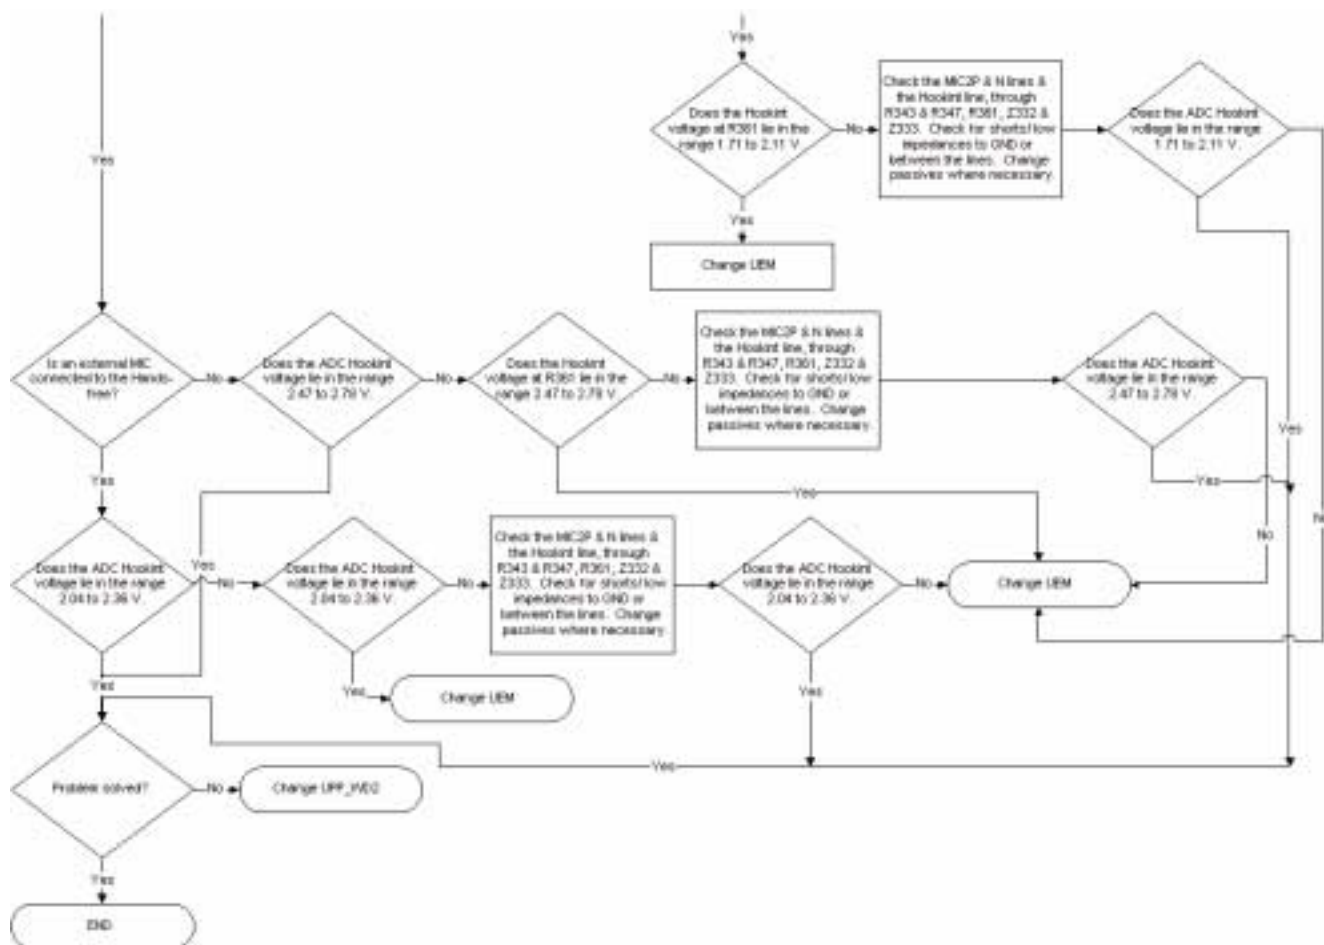 Yes
Does the Hookint
voltage at R361 lie in the
range 1.71 to 2.11 V.
No
Check the MIC2P & N lines &
the Hookint line, through
R343 & R347, R361, Z332 &
Z333. Check for shorts/low
impedances to GND or
between the lines. Change
passives where necessary.
Does the ADC Hookint
voltage lie in the range
1.71 to 2.11 V.
No
Yes
Yes
Change UEM
Is an external MIC
connected to the Hands-
free?
No
Does the ADC Hookint
voltage lie in the range
2.47 to 2.78 V.
No
Does the Hookint
voltage at R361 lie in the
range 2.47 to 2.78 V.
No
Check the MIC2P & N lines &
the Hookint line, through
R343 & R347, R361, Z332 &
Z333. Check for shorts/low
impedances to GND or
between the lines. Change
passives where necessary.
Does the ADC Hookint
voltage lie in the range
2.47 to 2.78 V.
Yes
Yes
Yes
Yes
No
Does the ADC Hookint
voltage lie in the range
2.04 to 2.36 V.
Yes
No
Does the ADC Hookint
voltage lie in the range
2.04 to 2.36 V.
No
Check the MIC2P & N lines &
the Hookint line, through
R343 & R347, R361, Z332 &
Z333. Check for shorts/low
impedances to GND or
between the lines. Change
passives where necessary.
Does the ADC Hookint
voltage lie in the range
2.04 to 2.36 V.
No
Change UEM
No
Yes
Yes
Change UEM
Yes
Yes
Problem solved?
No
Change UPP_WD2
Yes
END